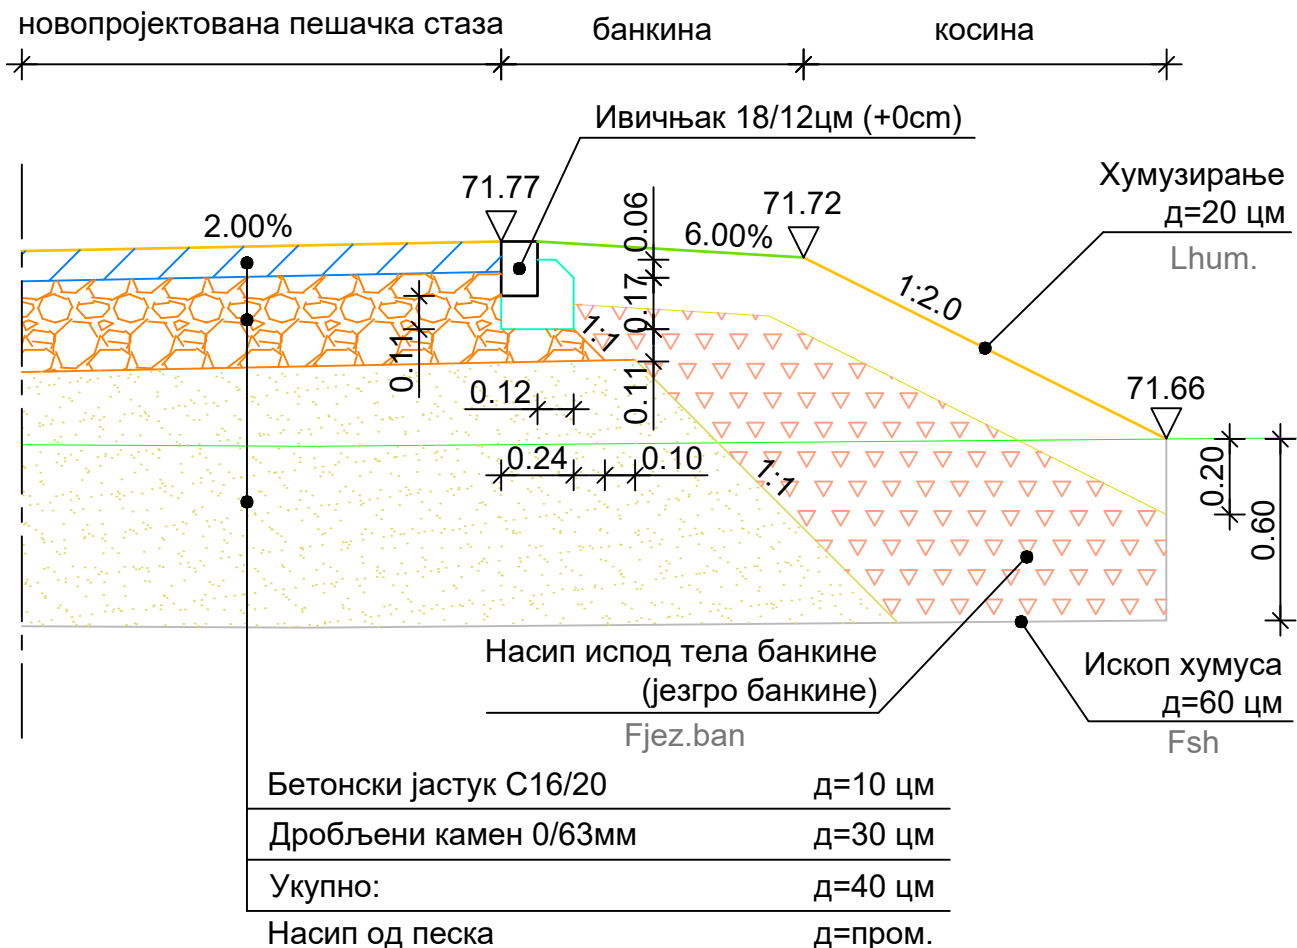 новопројектована пешачка стаза
банкина
косина
Ивичњак 18/12цм (+0cm)
Хумузирање
д=20 цм
Lhum.
71.77
71.72
2.00%
6.00%
0.06
0.17
0.11
0.11
1:1
1:2.0
71.66
0.12
0.24
0.10
1:1
0.20
0.60
Насип испод тела банкине
(језгро банкине)
Fjez.ban
Ископ хумуса
д=60 цм
Fsh
Бетонски јастук C16/20 д=10 цм
Дробљени камен 0/63мм д=30 цм
Укупно: д=40 цм
Насип од песка д=пром.